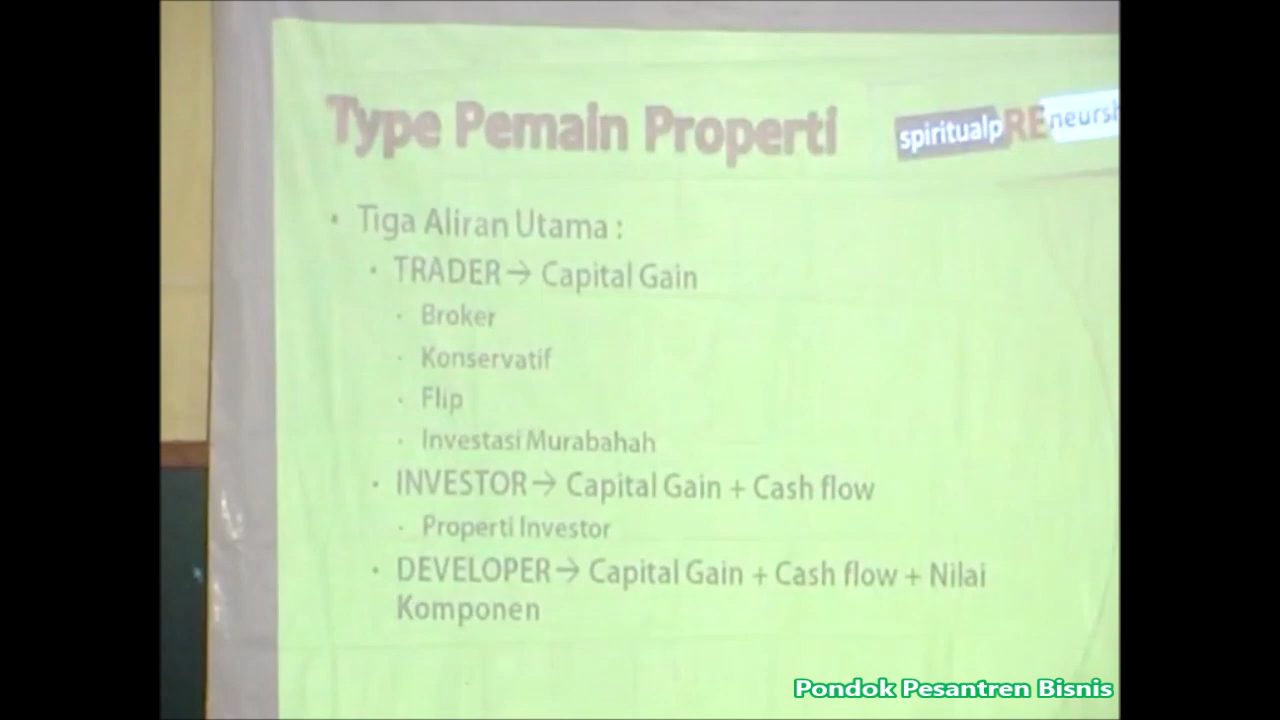 Type Pemain Properti
spiritualpREneursh
• Tiga Aliran Utama :
• TRADER → Capital Gain
• Broker
• Konservatif
• Flip
• Investasi Murabahah
• INVESTOR → Capital Gain + Cash flow
• Properti Investor
• DEVELOPER → Capital Gain + Cash flow + Nilai
Komponen
Pondok Pesantren Bisnis